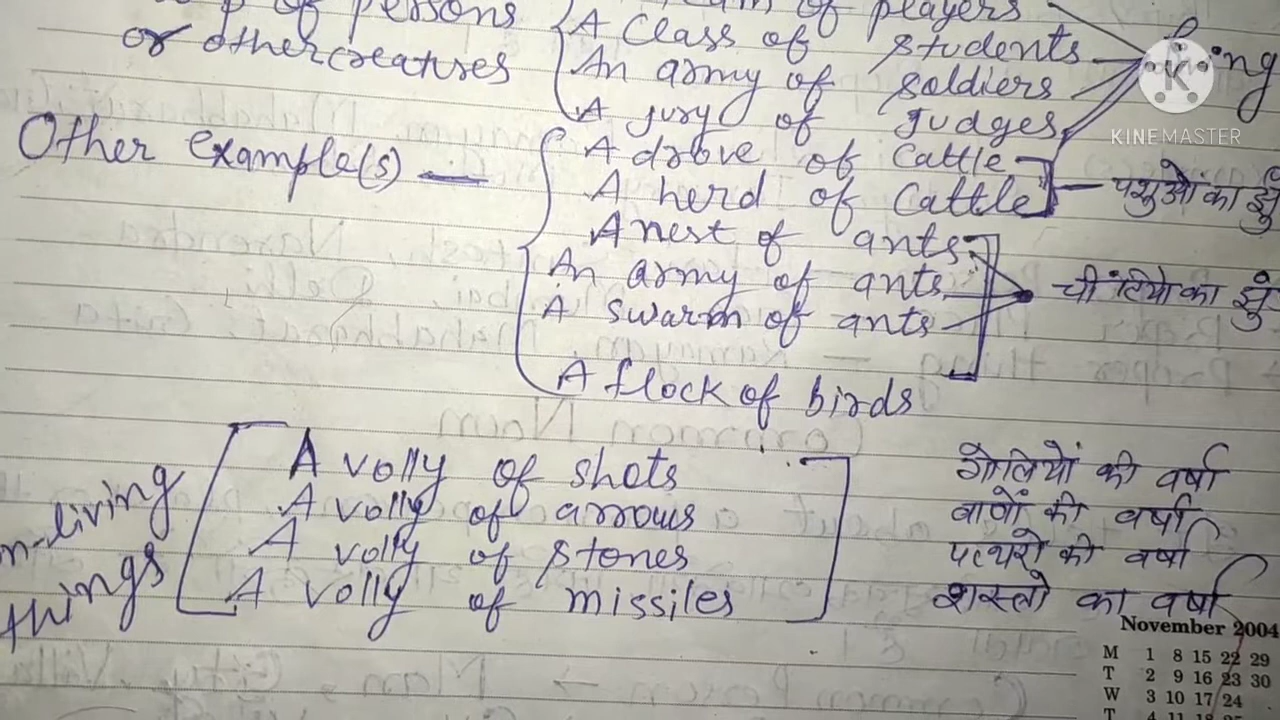 of persons of players
or other creatures
A Class of students
An army of soldiers
A jury of Judges
KINEMASTER
Other example(s) —
A drove of Cattle
A herd of Cattle — पशुओ का
A nest of ants
An army of ants — चीटियो का
A swarm of ants
A flock of birds
A volly of shots गोलियों की वर्षा
A volly of arrows बाणों की वर्षा
A volly of stones पत्थरो की वर्षा
A volly of missiles शस्त्रो का वर्षा
n-living
things
November 2004
M 1 8 15 22 29
T 2 9 16 23 30
W 3 10 17 24
T 4 11 18